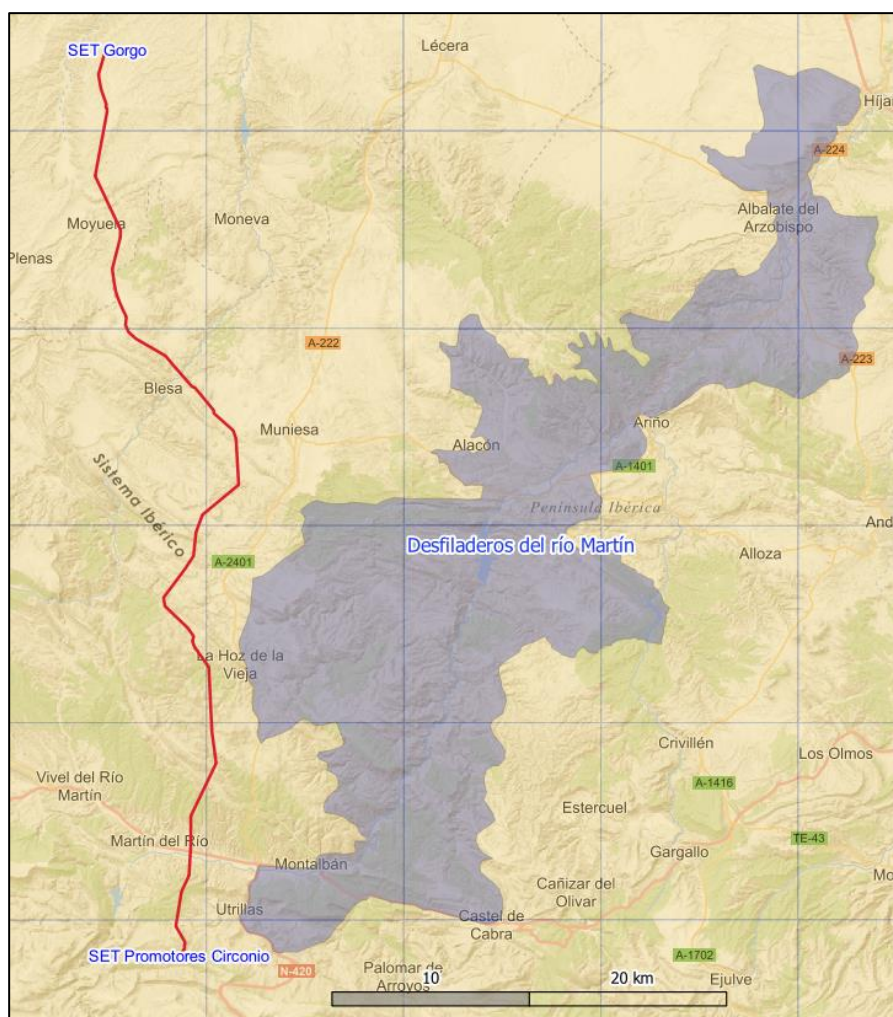 SET Gorgo
Lécera
Híjar
A-224
Moyuela
Moneva
Albalate del
Arzobispo
Plenas
A-222
A-223
Blesa
Muniesa
Ariño
Alacón
A-1401
Sistema Ibérico
Península Ibérica
And
Desfiladeros del río Martín
Alloza
A-2401
La Hoz de la
Vieja
Crivillén
Los Olmos
Vivel del Río
Martín
A-1416
Estercuel
Martín del Río
TE-43
Gargallo
Montalbán
Mo
Cañizar del
Olivar
Utrillas
Castel de
Cabra
SET Promotores Circonio
A-1702
N-420
Palomar de
Arroyos
10
20 km
Ejulve